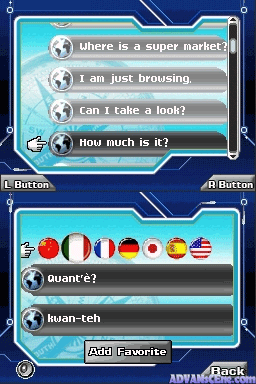 Where is a super market?
I am just browsing.
Can I take a look?
How much is it?
L Button
R Button
Quant'è?
kwan-teh
Add Favorite
Back
ADVANsCEne.com